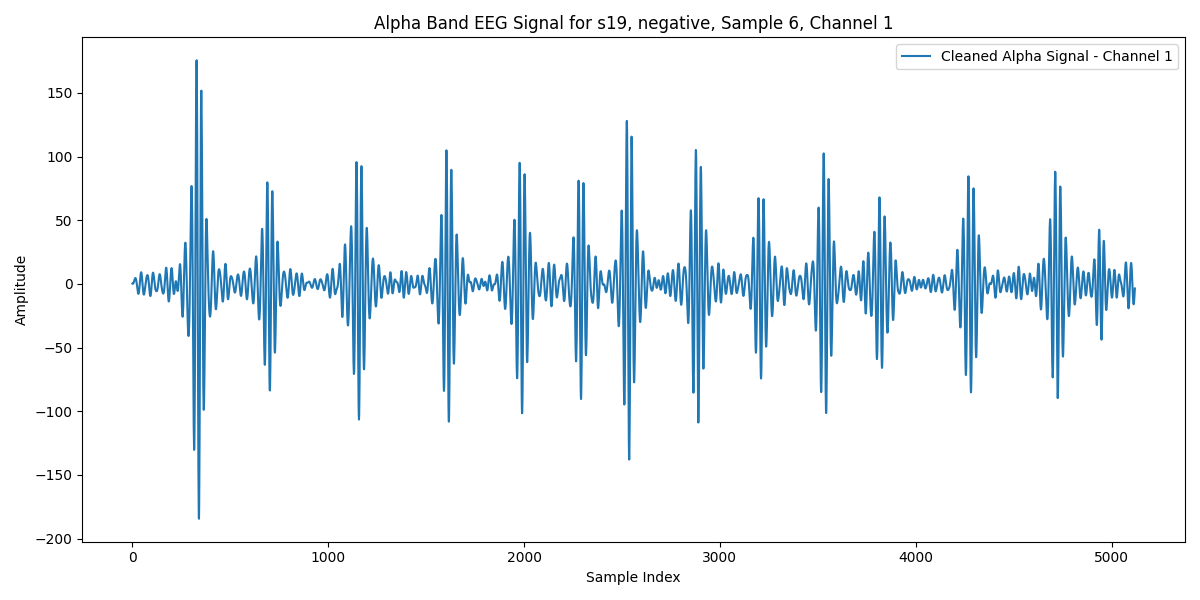 Alpha Band EEG Signal for s19, negative, Sample 6, Channel 1
Cleaned Alpha Signal - Channel 1
Amplitude
150
100
50
0
−50
−100
−150
−200
0 1000 2000 3000 4000 5000
Sample Index